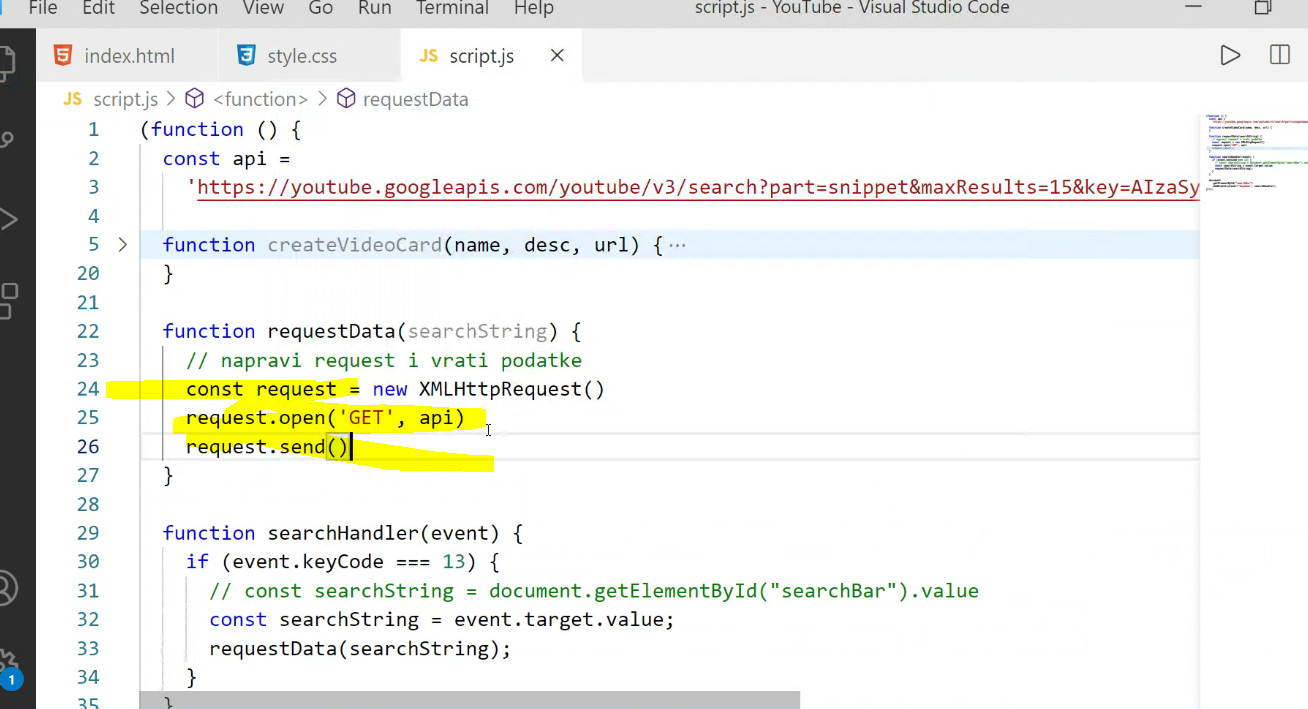 File Edit Selection View Go Run Terminal Help script.js - YouTube - Visual Studio Code
index.html style.css JS script.js
JS script.js > <function> > requestData
1 (function () {
2 const api =
3 'https://youtube.googleapis.com/youtube/v3/search?part=snippet&maxResults=15&key=AIzaSy
4
5 function createVideoCard(name, desc, url) { ···
20 }
21
22 function requestData(searchString) {
23 // napravi request i vrati podatke
24 const request = new XMLHttpRequest()
25 request.open('GET', api)
26 request.send()
27 }
28
29 function searchHandler(event) {
30 if (event.keyCode === 13) {
31 // const searchString = document.getElementById("searchBar").value
32 const searchString = event.target.value;
33 requestData(searchString);
34 }
35 }
1